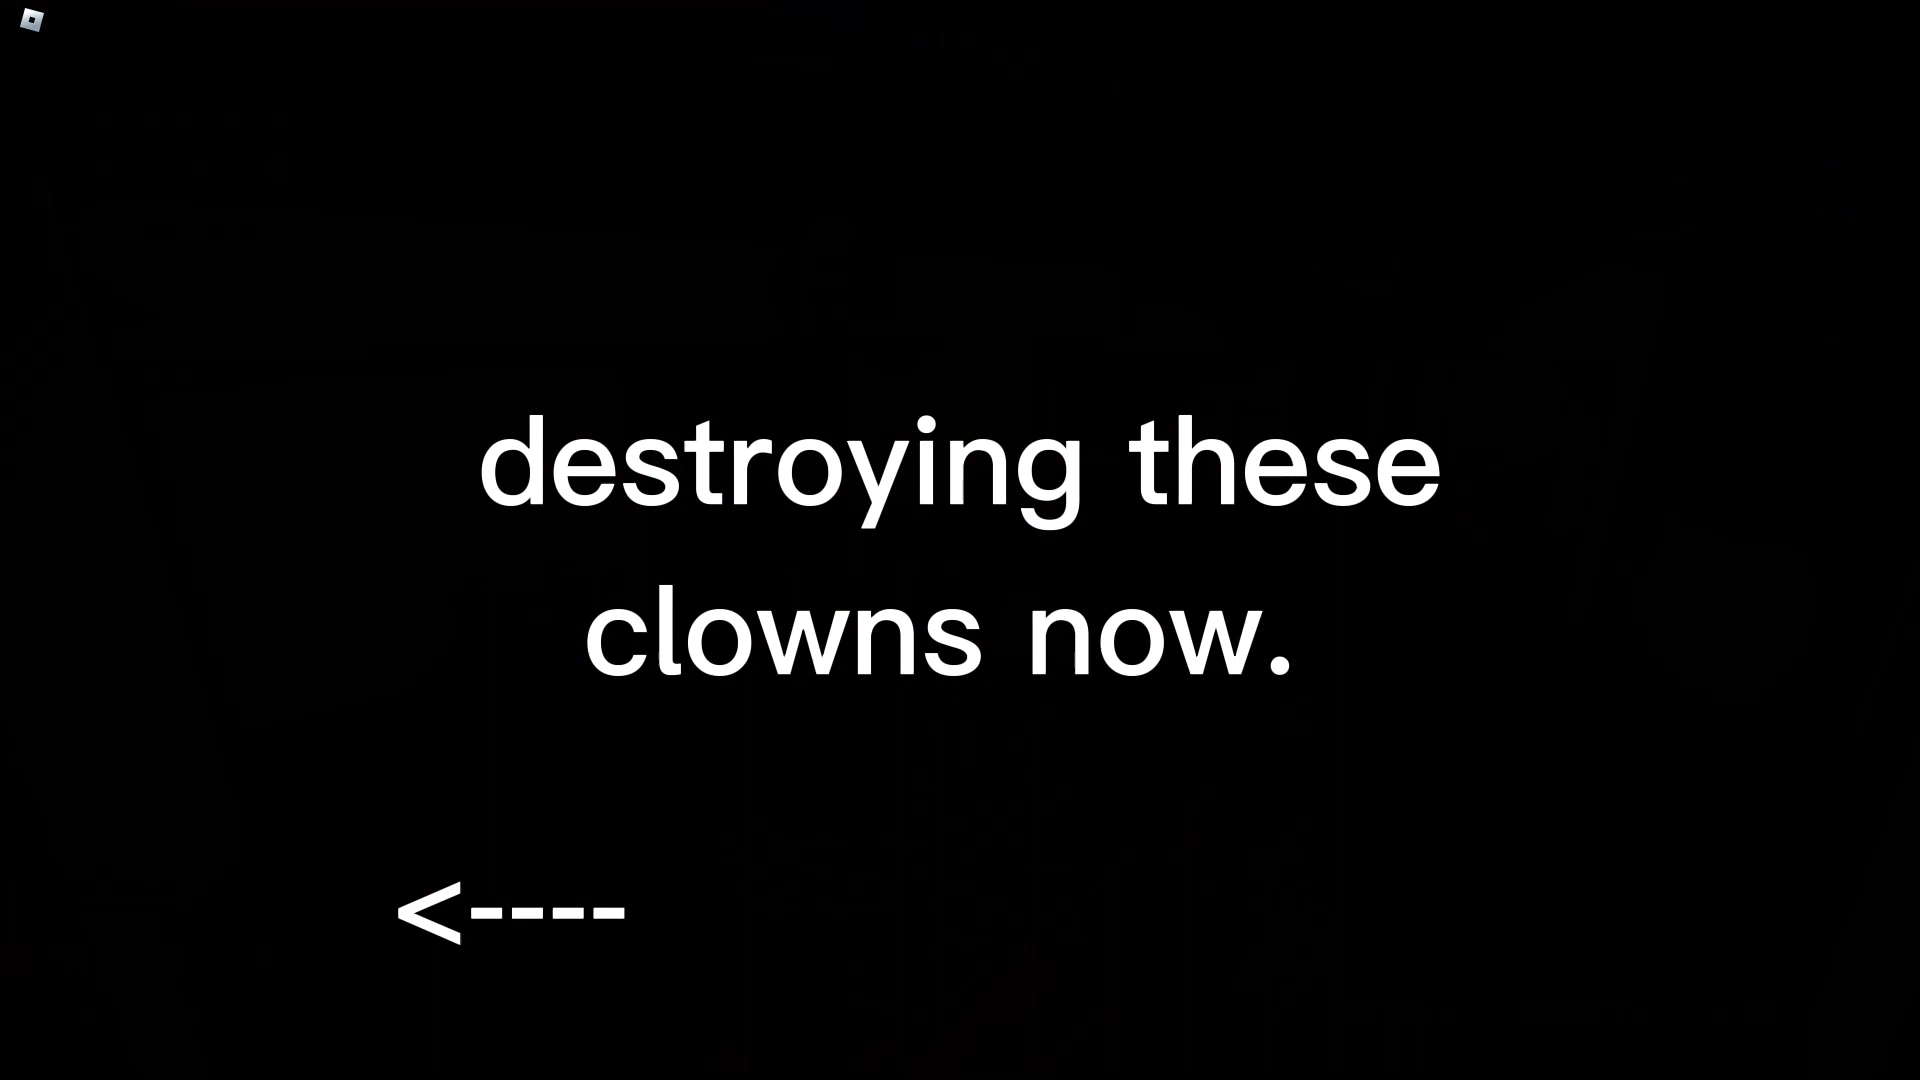 destroying these
clowns now.
<----